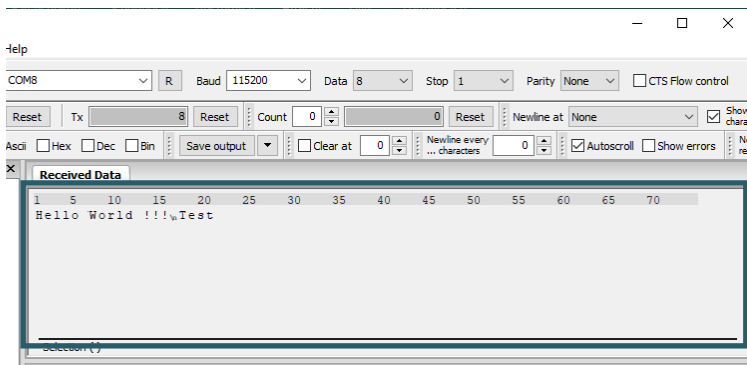 Help
COM8 R Baud 115200 Data 8 Stop 1 Parity None CTS Flow control
Reset Tx 8 Reset Count 0 0 Reset Newline at None Show
Ascii Hex Dec Bin Save output Clear at 0 Newline every
... characters 0 Autoscroll Show errors
Received Data
1 5 10 15 20 25 30 35 40 45 50 55 60 65 70
Hello World !!!\nTest
Selection (-)